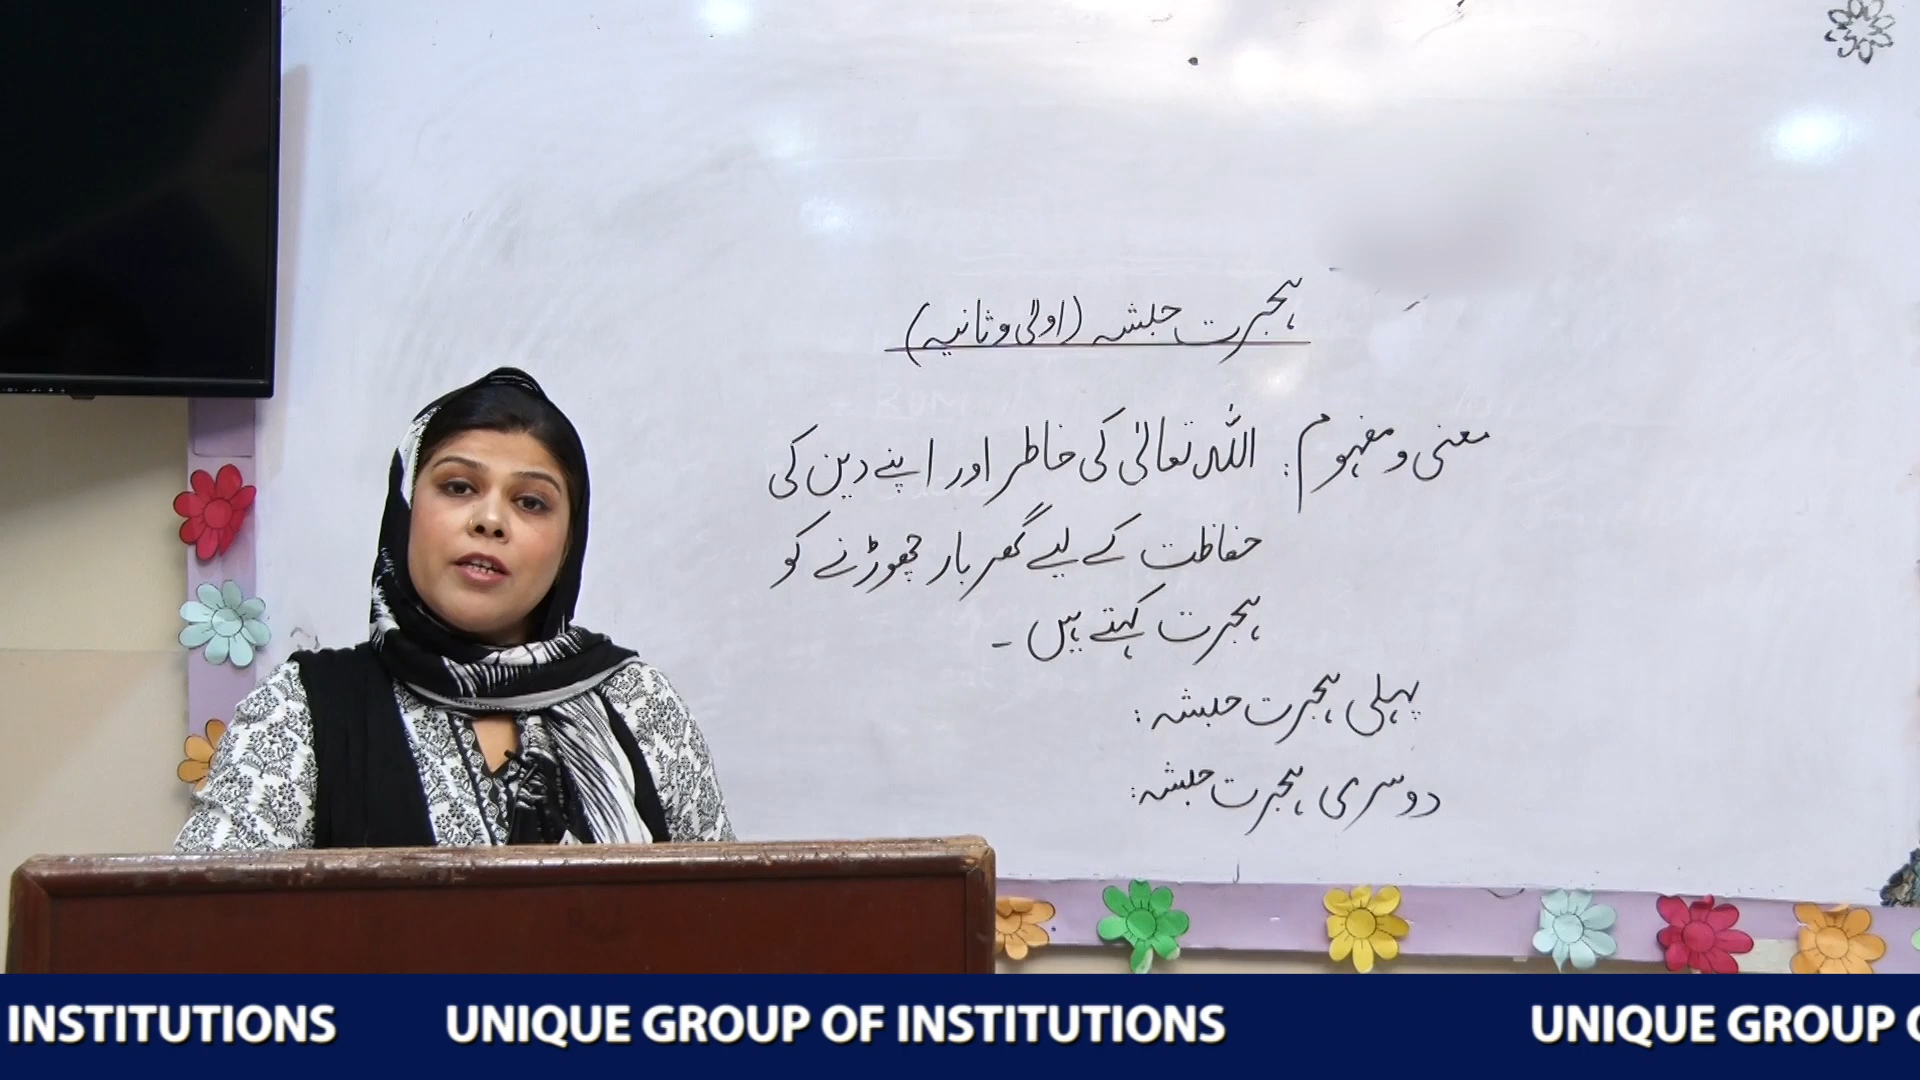 ہجرت حبشہ (اولیٰ و ثانیہ)
معنی و مفہوم: اللہ تعالیٰ کی خاطر اور اپنے دین کی
حفاظت کے لیے گھر بار چھوڑنے کو
ہجرت کہتے ہیں ۔
پہلی ہجرت حبشہ:
دوسری ہجرت حبشہ:
INSTITUTIONS UNIQUE GROUP OF INSTITUTIONS UNIQUE GROUP